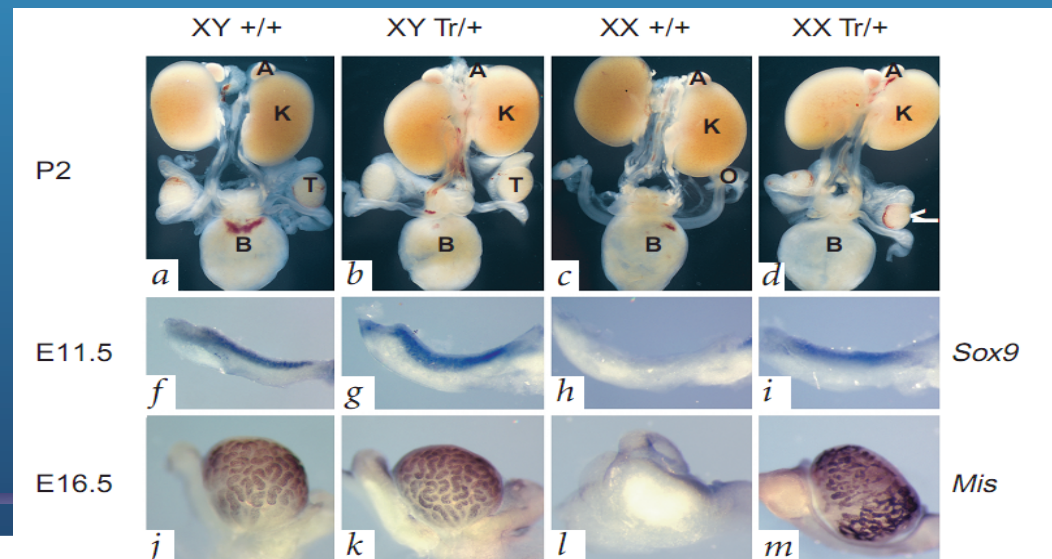 XY +/+ XY Tr/+ XX +/+ XX Tr/+
P2
A A A A
K K K K
T T O
B B B
a b c d
E11.5 Sox9
f g h i
E16.5 Mis
j k l m